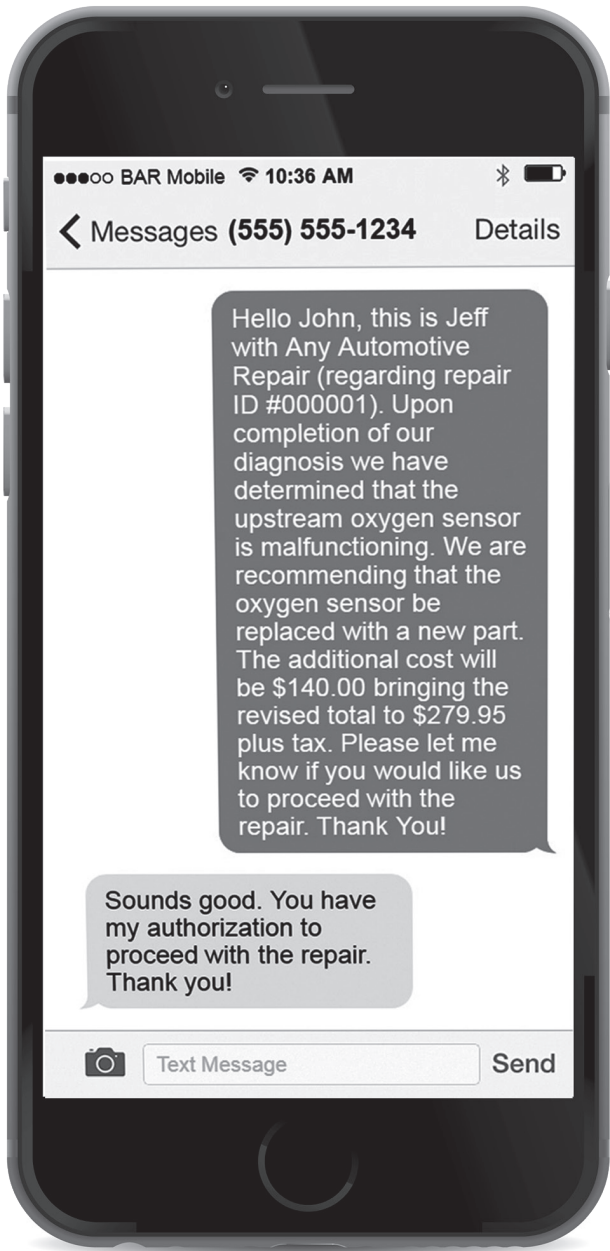 BAR Mobile 10:36 AM
Messages (555) 555-1234 Details
Hello John, this is Jeff
with Any Automotive
Repair (regarding repair
ID #000001). Upon
completion of our
diagnosis we have
determined that the
upstream oxygen sensor
is malfunctioning. We are
recommending that the
oxygen sensor be
replaced with a new part.
The additional cost will
be $140.00 bringing the
revised total to $279.95
plus tax. Please let me
know if you would like us
to proceed with the
repair. Thank You!
Sounds good. You have
my authorization to
proceed with the repair.
Thank you!
Text Message Send